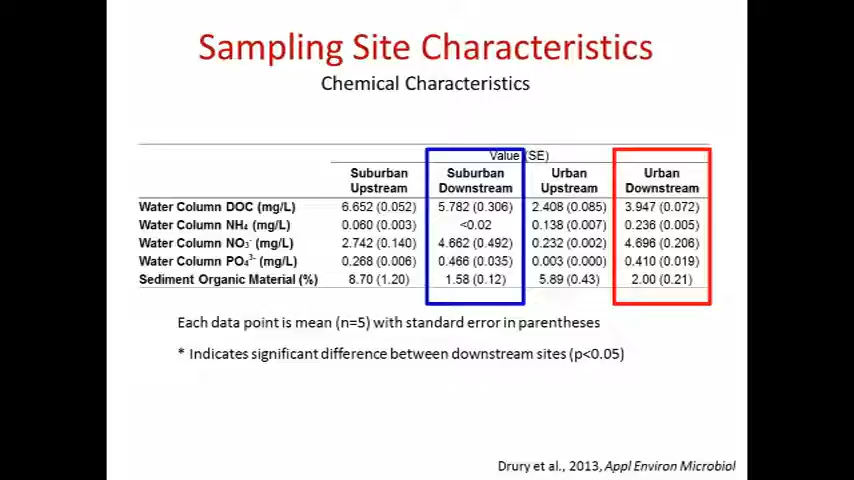 Sampling Site Characteristics
Chemical Characteristics
Value (SE)
Suburban Upstream Suburban Downstream Urban Upstream Urban Downstream
Water Column DOC (mg/L) 6.652 (0.052) 5.782 (0.306) 2.408 (0.085) 3.947 (0.072)
Water Column NH₄ (mg/L) 0.060 (0.003) <0.02 0.138 (0.007) 0.236 (0.005)
Water Column NO₃⁻ (mg/L) 2.742 (0.140) 4.662 (0.492) 0.232 (0.002) 4.696 (0.206)
Water Column PO₄³⁻ (mg/L) 0.268 (0.006) 0.466 (0.035) 0.003 (0.000) 0.410 (0.019)
Sediment Organic Material (%) 8.70 (1.20) 1.58 (0.12) 5.89 (0.43) 2.00 (0.21)
Each data point is mean (n=5) with standard error in parentheses
* Indicates significant difference between downstream sites (p<0.05)
Drury et al., 2013, Appl Environ Microbiol